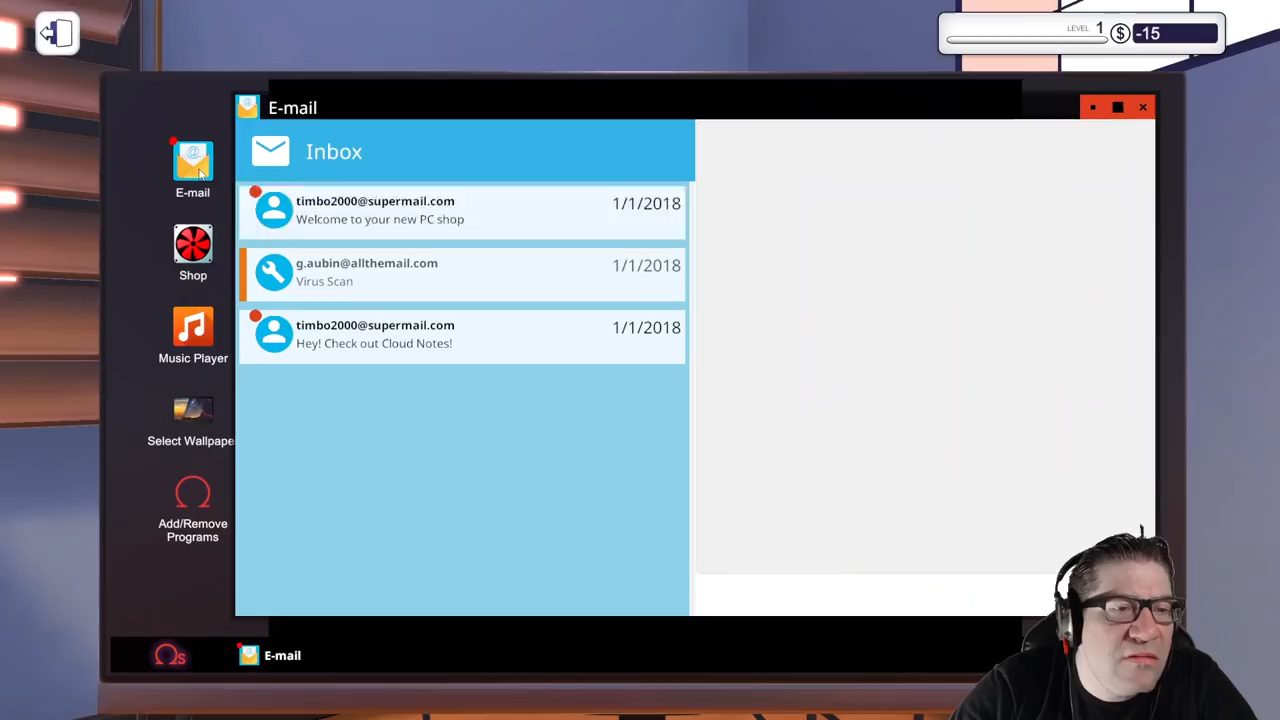 LEVEL 1 $ -15
E-mail
Inbox
E-mail
timbo2000@supermail.com 1/1/2018
Welcome to your new PC shop
Shop
g.aubin@allthemail.com 1/1/2018
Virus Scan
Music Player
timbo2000@supermail.com 1/1/2018
Hey! Check out Cloud Notes!
Select Wallpape
Add/Remove
Programs
Ωs E-mail